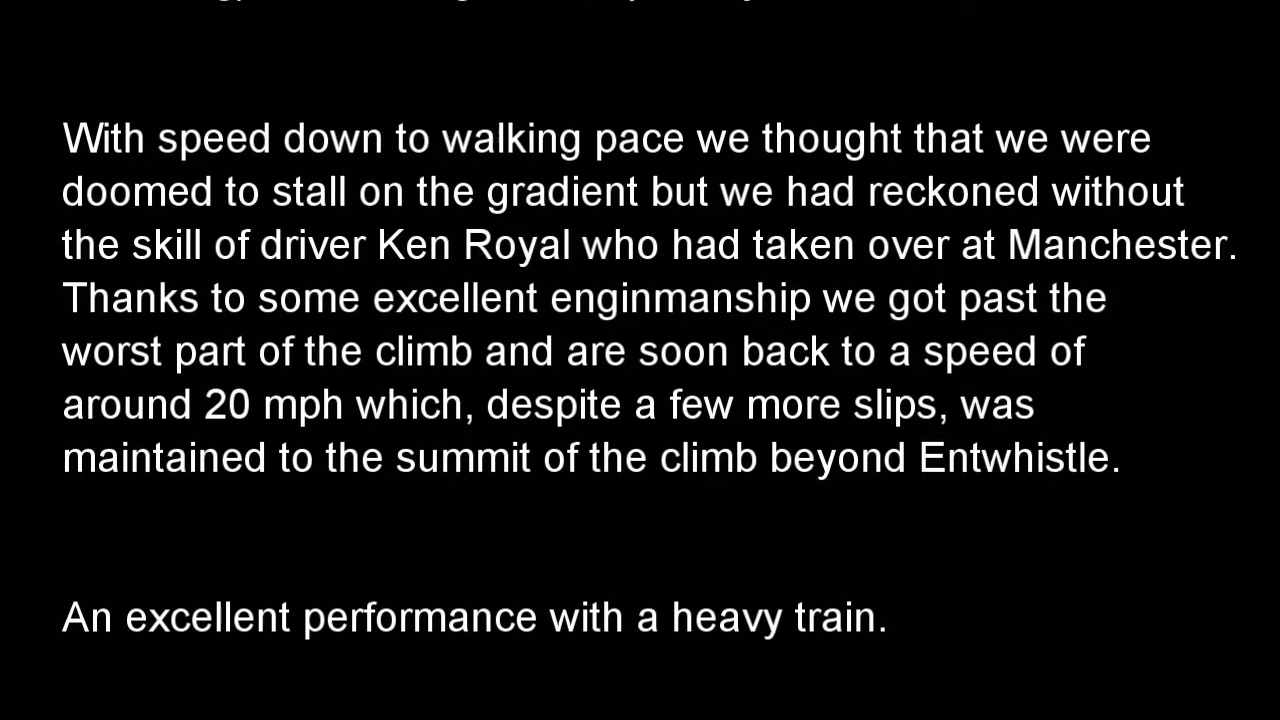 With speed down to walking pace we thought that we were
doomed to stall on the gradient but we had reckoned without
the skill of driver Ken Royal who had taken over at Manchester.
Thanks to some excellent enginmanship we got past the
worst part of the climb and are soon back to a speed of
around 20 mph which, despite a few more slips, was
maintained to the summit of the climb beyond Entwhistle.
An excellent performance with a heavy train.